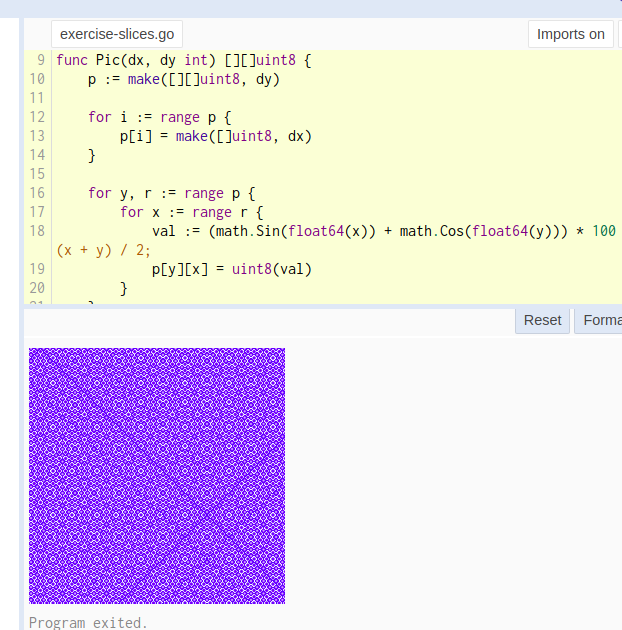 exercise-slices.go
Imports on
9 func Pic(dx, dy int) [][]uint8 {
10 p := make([][]uint8, dy)
11
12 for i := range p {
13 p[i] = make([]uint8, dx)
14 }
15
16 for y, r := range p {
17 for x := range r {
18 val := (math.Sin(float64(x)) + math.Cos(float64(y))) * 100
(x + y) / 2;
19 p[y][x] = uint8(val)
20 }
Reset
Forma
Program exited.